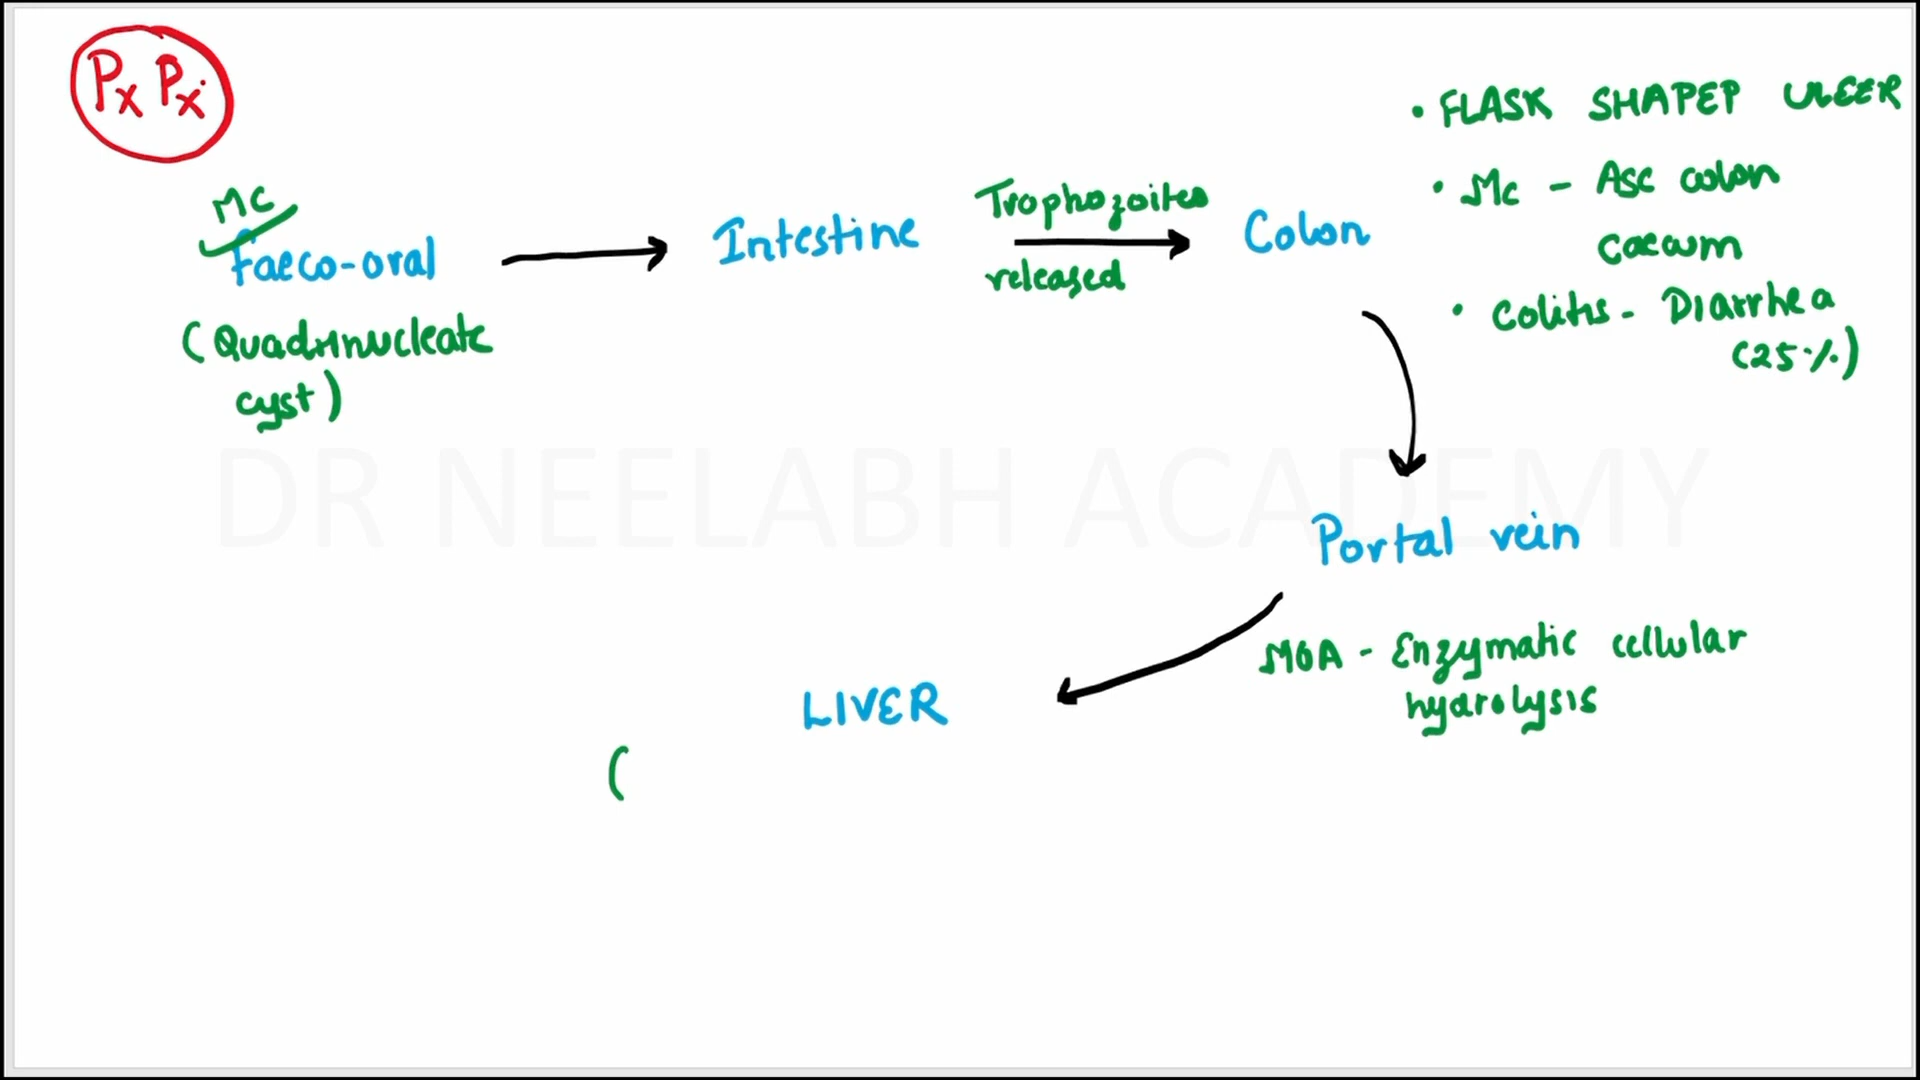 Px Px
MC
Faeco-oral
(Quadrinucleate
cyst)
Intestine
Trophozoites
released
Colon
• FLASK SHAPEP ULCER
• Mc - Asc colon
caecum
• Colitis - Diarrhea
(25%)
DR NEELABH ACADEMY
Portal vein
MOA - Enzymatic cellular
hydrolysis
LIVER
(